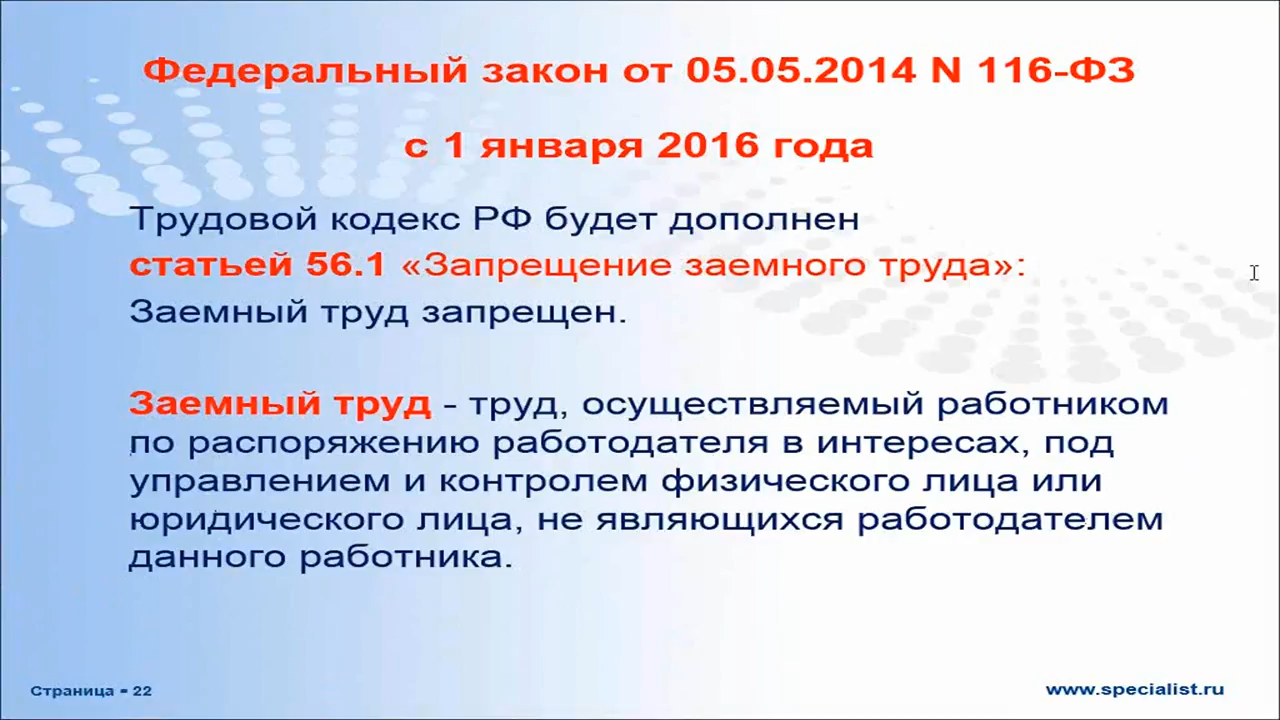 Федеральный закон от 05.05.2014 N 116-ФЗ
с 1 января 2016 года
Трудовой кодекс РФ будет дополнен
статьей 56.1 «Запрещение заемного труда»:
Заемный труд запрещен.
Заемный труд - труд, осуществляемый работником
по распоряжению работодателя в интересах, под
управлением и контролем физического лица или
юридического лица, не являющихся работодателем
данного работника.
Страница ▪ 22
www.specialist.ru